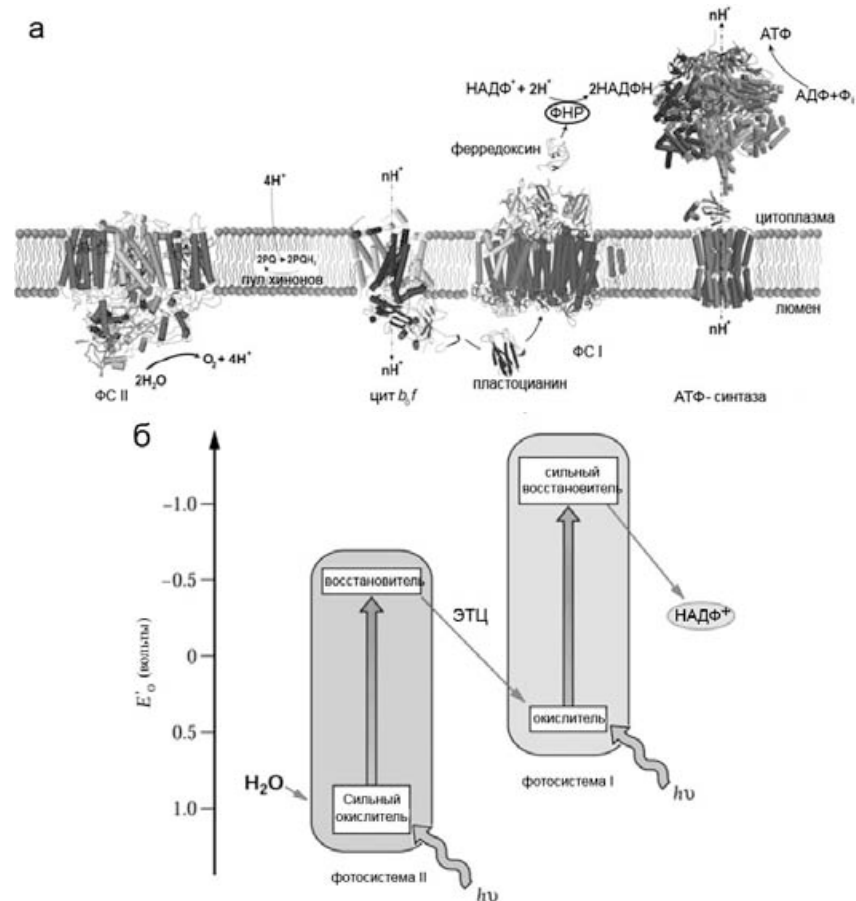 а
nH⁺
АТФ
НАДФ⁺ + 2H⁺
2НАДФН
ФНР
АДФ+Фᵢ
ферредоксин
4H⁺
nH⁺
цитоплазма
2PQ + 2PQH₂
пул хинонов
люмен
nH⁺
O₂ + 4H⁺
2H₂O
nH⁺
ФС I
пластоцианин
ФС II
цит b₆f
АТФ- синтаза
б
сильный
восстановитель
−1.0
восстановитель
−0.5
ЭТЦ
НАДФ⁺
E'₀ (вольты)
0
окислитель
0.5
фотосистема I
hυ
H₂O
Сильный
окислитель
1.0
фотосистема II
hυ